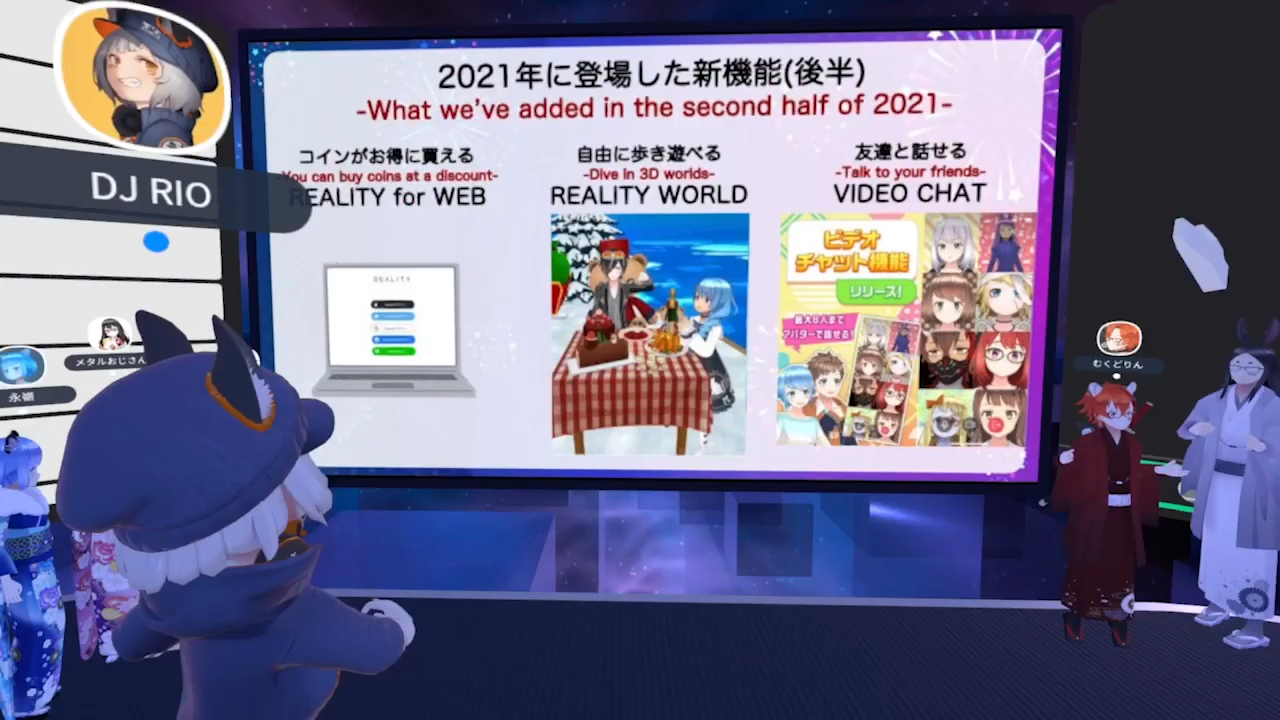 2021年に登場した新機能(後半)
-What we've added in the second half of 2021-
コインがお得に買える
You can buy coins at a discount-
REALITY for WEB
REALITY
自由に歩き遊べる
-Dive in 3D worlds-
REALITY WORLD
友達と話せる
-Talk to your friends-
VIDEO CHAT
ビデオ
チャット機能
リリース!
最大8人まで
アバターで話せる!
DJ RIO
メタルおじさん
むくどりん